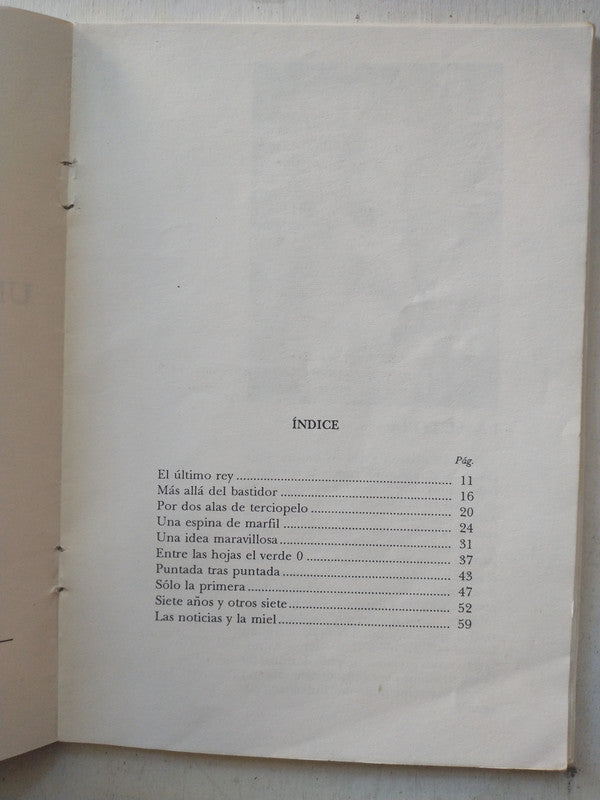 ÍNDICE
Pág.
El último rey ........ 11
Más allá del bastidor ........ 16
Por dos alas de terciopelo ........ 20
Una espina de marfil ........ 24
Una idea maravillosa ........ 31
Entre las hojas el verde 0 ........ 37
Puntada tras puntada ........ 43
Sólo la primera ........ 47
Siete años y otros siete ........ 52
Las noticias y la miel ........ 59